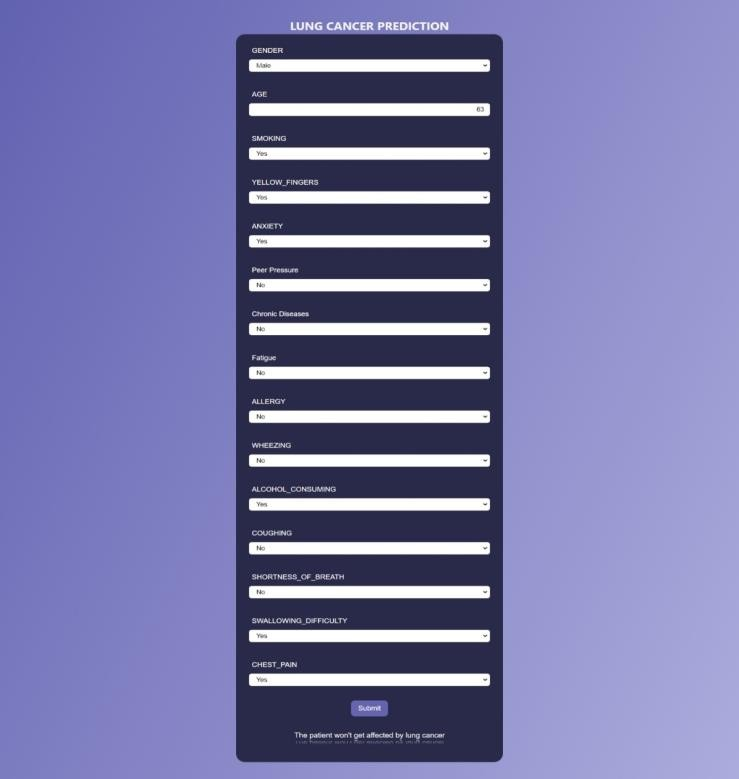 LUNG CANCER PREDICTION
GENDER
Male
AGE
63
SMOKING
Yes
YELLOW_FINGERS
Yes
ANXIETY
Yes
Peer Pressure
No
Chronic Diseases
No
Fatigue
No
ALLERGY
No
WHEEZING
No
ALCOHOL_CONSUMING
Yes
COUGHING
No
SHORTNESS_OF_BREATH
No
SWALLOWING_DIFFICULTY
Yes
CHEST_PAIN
Yes
Submit
The patient won't get affected by lung cancer